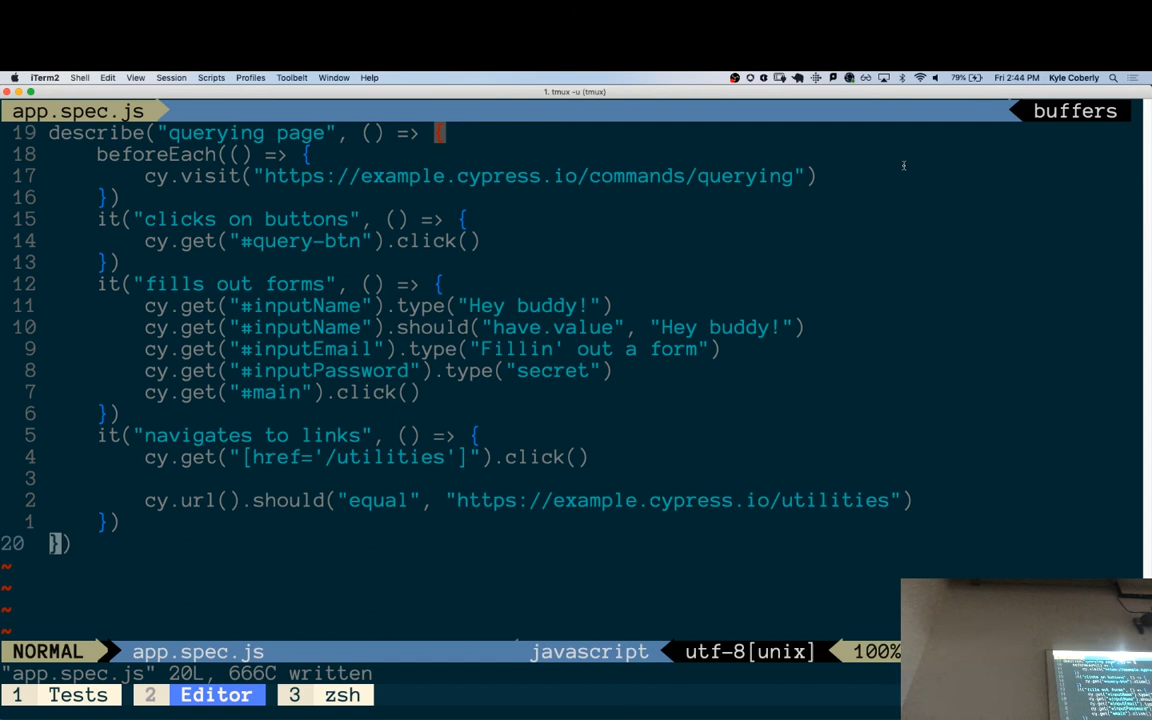 iTerm2 Shell Edit View Session Scripts Profiles Toolbelt Window Help 79% Fri 2:44 PM Kyle Coberly
1. tmux -u (tmux)
app.spec.js buffers
19 describe("querying page", () => {
18 beforeEach(() => {
17 cy.visit("https://example.cypress.io/commands/querying")
16 })
15 it("clicks on buttons", () => {
14 cy.get("#query-btn").click()
13 })
12 it("fills out forms", () => {
11 cy.get("#inputName").type("Hey buddy!")
10 cy.get("#inputName").should("have.value", "Hey buddy!")
9 cy.get("#inputEmail").type("Fillin' out a form")
8 cy.get("#inputPassword").type("secret")
7 cy.get("#main").click()
6 })
5 it("navigates to links", () => {
4 cy.get("[href='/utilities']").click()
3
2 cy.url().should("equal", "https://example.cypress.io/utilities")
1 })
20 })
~
~
~
~
NORMAL app.spec.js javascript utf-8[unix] 100%
"app.spec.js" 20L, 666C written
1 Tests 2 Editor 3 zsh